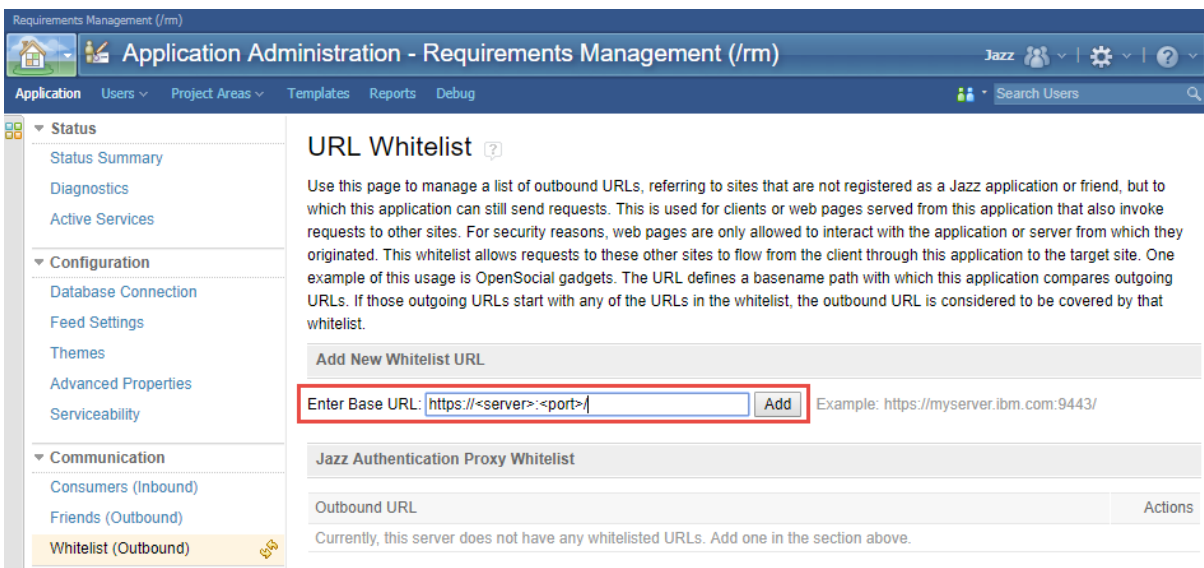 Requirements Management (/rm)
Application Administration - Requirements Management (/rm)
Jazz
Application Users Project Areas Templates Reports Debug
Search Users
Status
Status Summary
Diagnostics
Active Services
Configuration
Database Connection
Feed Settings
Themes
Advanced Properties
Serviceability
Communication
Consumers (Inbound)
Friends (Outbound)
Whitelist (Outbound)
URL Whitelist ?
Use this page to manage a list of outbound URLs, referring to sites that are not registered as a Jazz application or friend, but to
which this application can still send requests. This is used for clients or web pages served from this application that also invoke
requests to other sites. For security reasons, web pages are only allowed to interact with the application or server from which they
originated. This whitelist allows requests to these other sites to flow from the client through this application to the target site. One
example of this usage is OpenSocial gadgets. The URL defines a basename path with which this application compares outgoing
URLs. If those outgoing URLs start with any of the URLs in the whitelist, the outbound URL is considered to be covered by that
whitelist.
Add New Whitelist URL
Enter Base URL: https://<server>:<port>/ Add Example: https://myserver.ibm.com:9443/
Jazz Authentication Proxy Whitelist
Outbound URL Actions
Currently, this server does not have any whitelisted URLs. Add one in the section above.